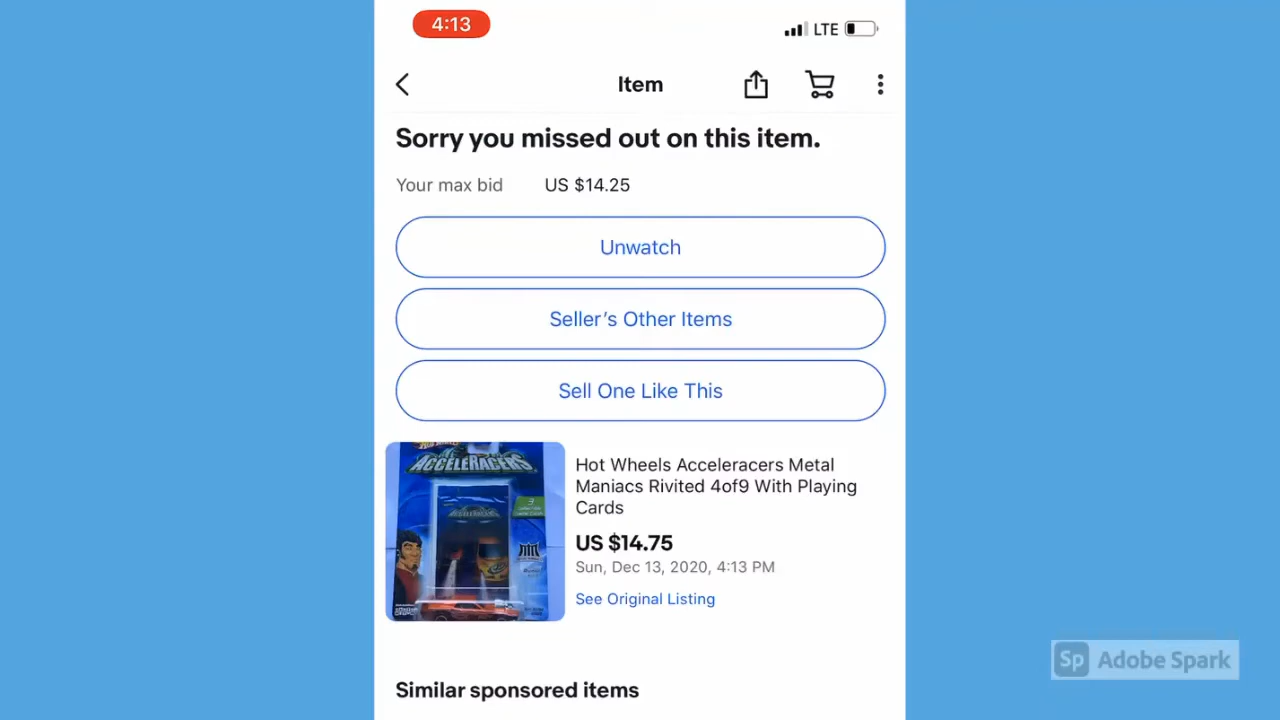 4:13
LTE
Item
Sorry you missed out on this item.
Your max bid US $14.25
Unwatch
Seller's Other Items
Sell One Like This
ACCELERACERS
Hot Wheels Acceleracers Metal
Maniacs Rivited 4of9 With Playing
Cards
US $14.75
Sun, Dec 13, 2020, 4:13 PM
See Original Listing
Similar sponsored items
Sp Adobe Spark